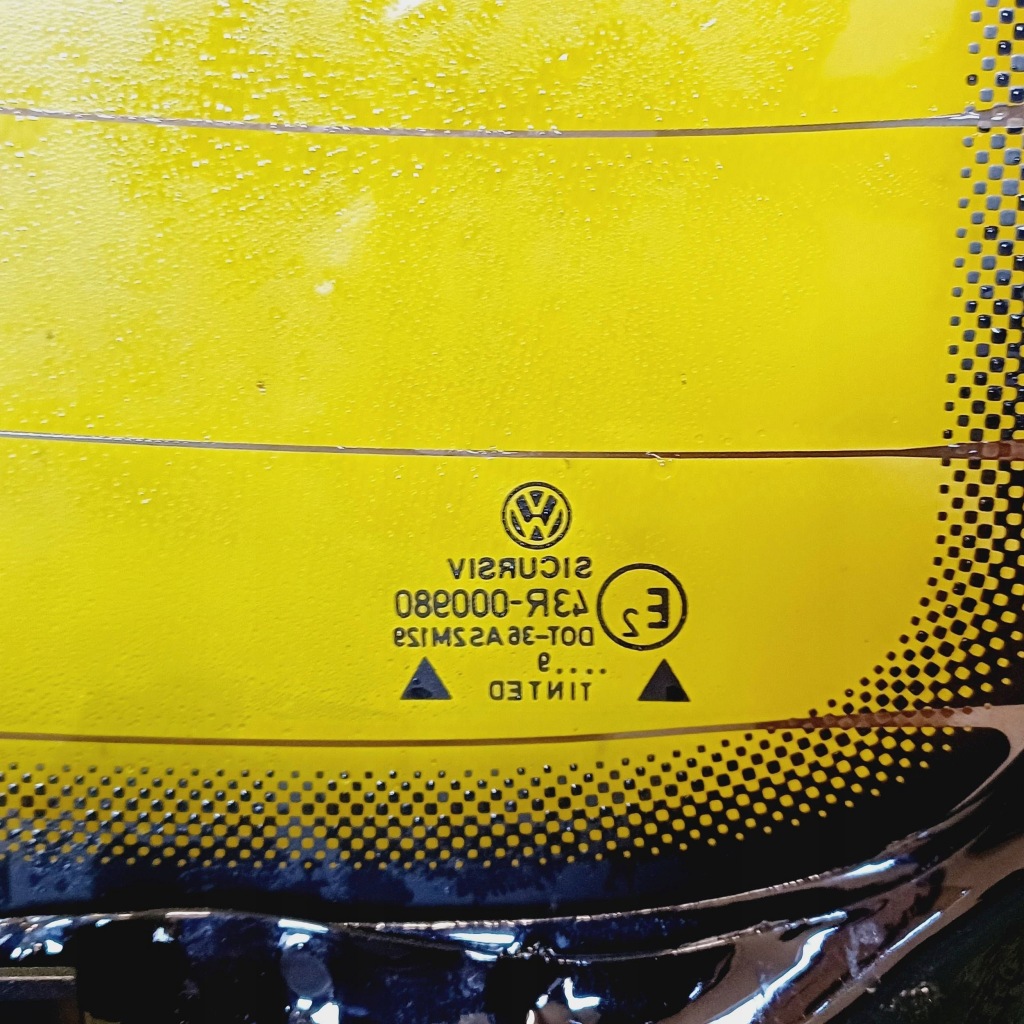 SICURSIV
43R-000980
E2
DOT-36 AS2M129
....9
TINTED